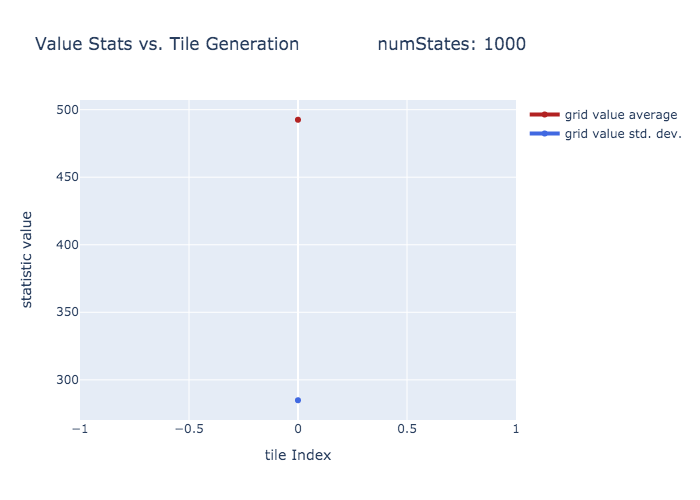 Value Stats vs. Tile Generation numStates: 1000
500
450
400
350
300
statistic value
−1
−0.5
0
0.5
1
tile Index
grid value average
grid value std. dev.